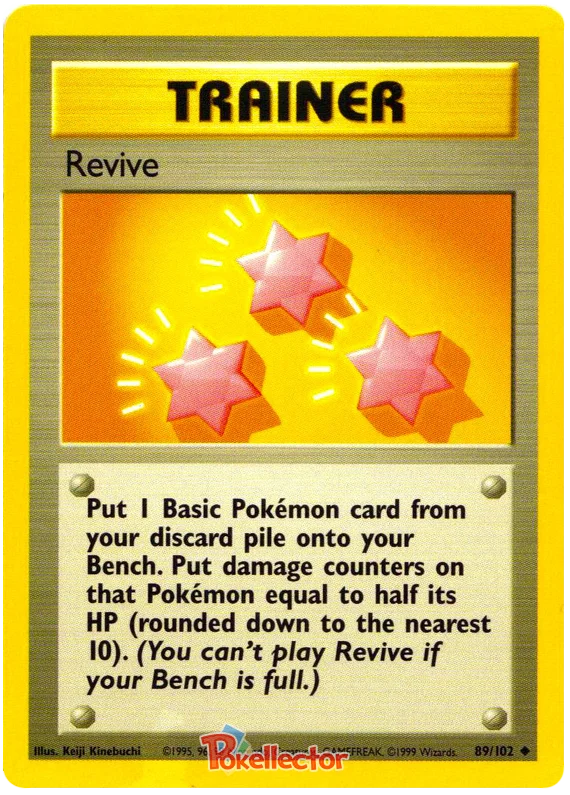 TRAINER
Revive
Put 1 Basic Pokémon card from
your discard pile onto your
Bench. Put damage counters on
that Pokémon equal to half its
HP (rounded down to the nearest
10). (You can't play Revive if
your Bench is full.)
Illus. Keiji Kinebuchi ©1995, 96, GAMEFREAK, ©1999 Wizards. 89/102
Pokellector